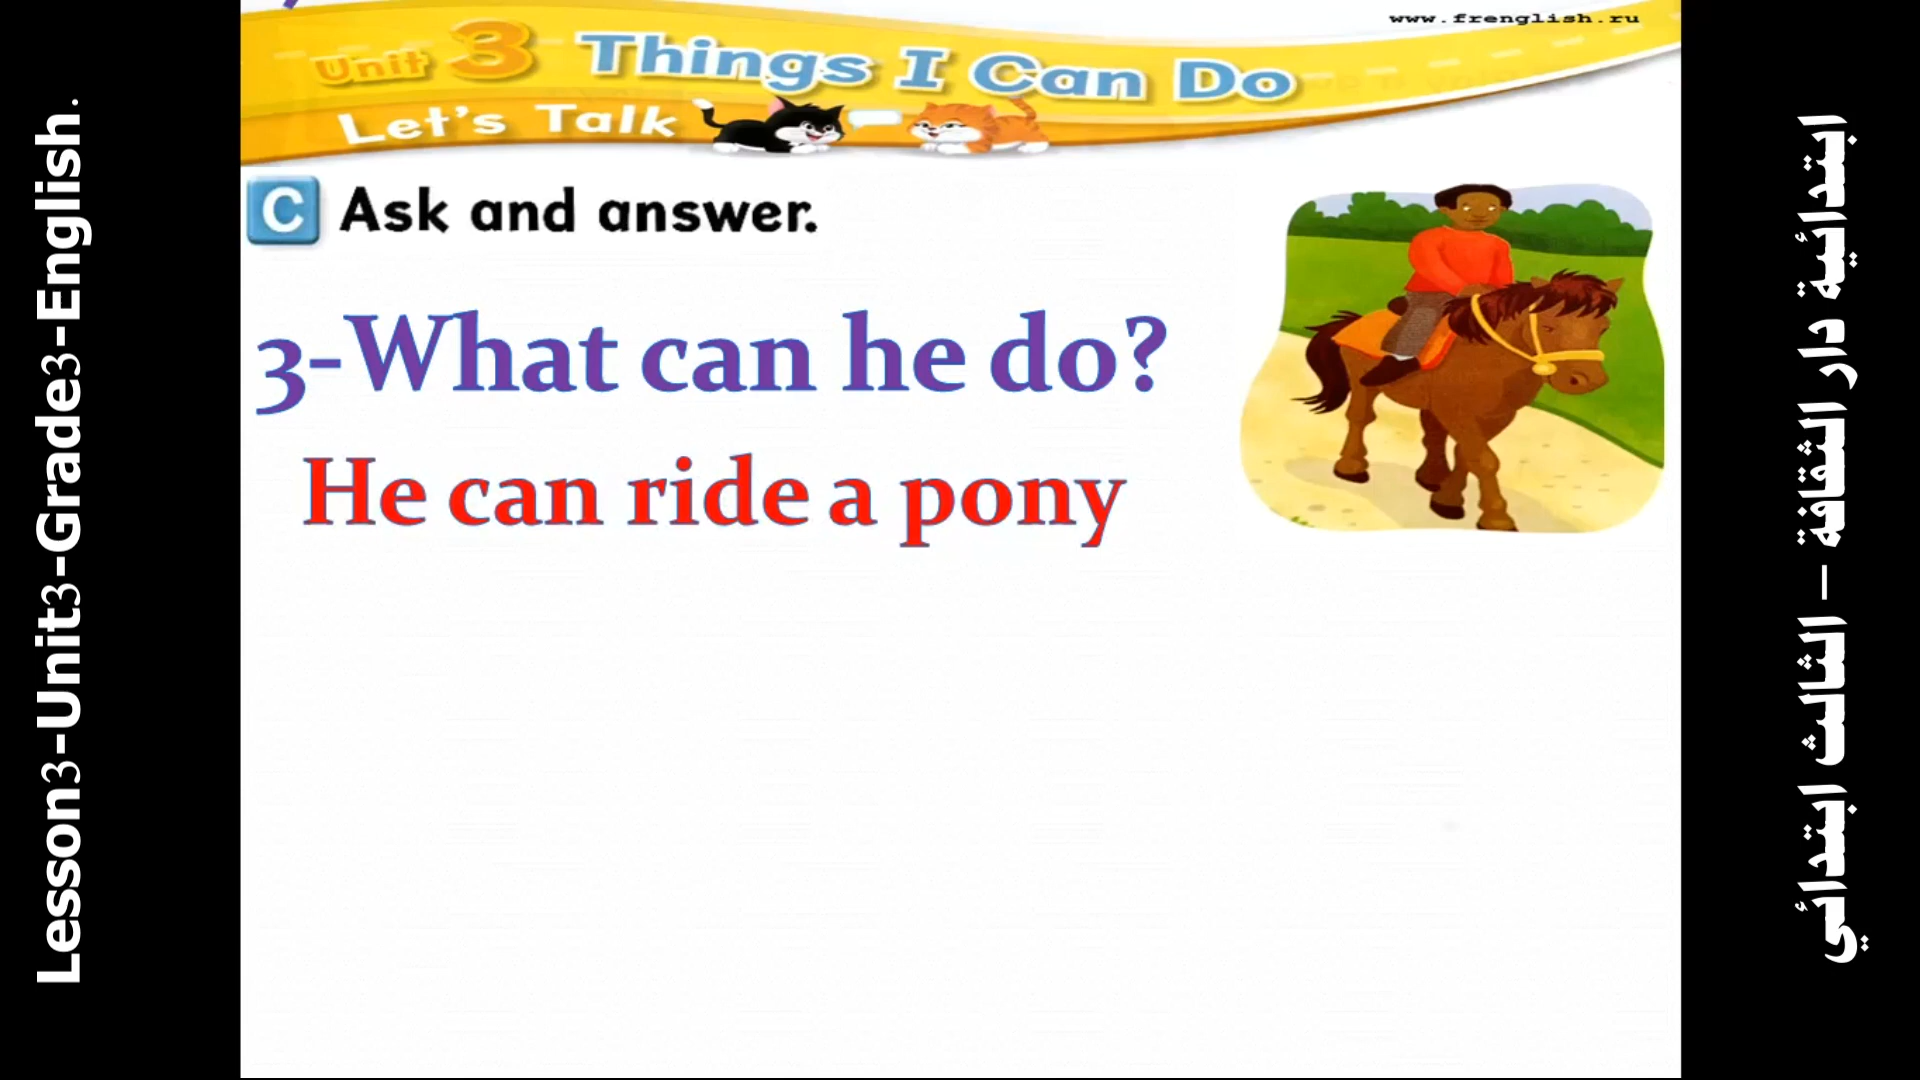 www.frenglish.ru
Unit 3 Things I Can Do
Let's Talk
C Ask and answer.
3-What can he do?
He can ride a pony
Lesson3-Unit3-Grade3-English.
ابتدائية دار الثقافة – الثالث ابتدائي